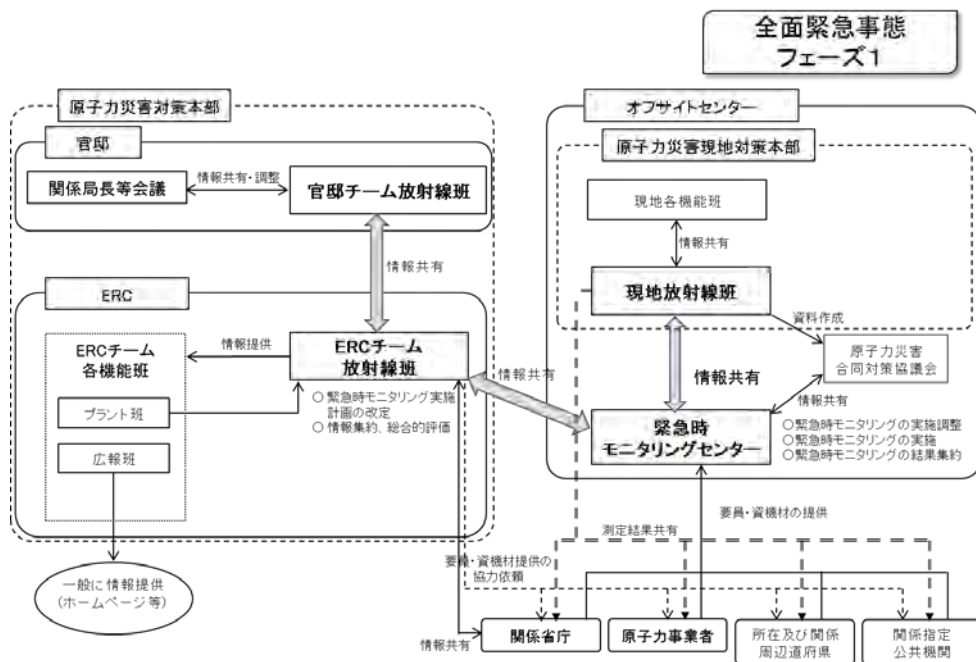 全面緊急事態
フェーズ1
原子力災害対策本部
官邸
関係局長等会議
情報共有・調整
官邸チーム放射線班
情報共有
ERC
ERCチーム
各機能班
情報提供
ERCチーム
放射線班
プラント班
広報班
○緊急時モニタリング実施
計画の改定
○情報集約、総合的評価
情報共有
オフサイトセンター
原子力災害現地対策本部
現地各機能班
情報共有
現地放射線班
資料作成
原子力災害
合同対策協議会
情報共有
情報共有
緊急時
モニタリングセンター
○緊急時モニタリングの実施調整
○緊急時モニタリングの実施
○緊急時モニタリングの結果集約
要員・資機材の提供
測定結果共有
要員・資機材提供の
協力依頼
一般に情報提供
(ホームページ等)
情報共有
関係省庁
原子力事業者
所在及び関係
周辺道府県
関係指定
公共機関